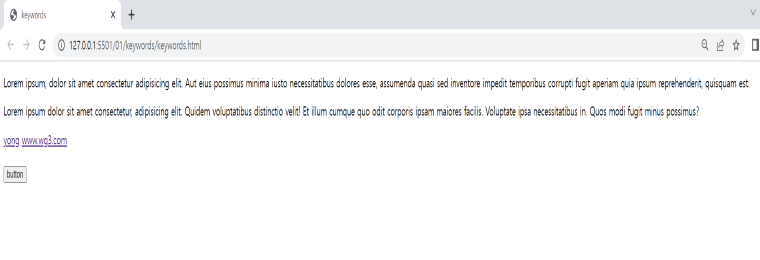 keywords
127.0.0.1:5501/01/keywords/keywords.html
Lorem ipsum, dolor sit amet consectetur adipisicing elit. Aut eius possimus minima iusto necessitatibus dolores esse, assumenda quasi sed inventore impedit temporibus corrupti fugit aperiam quia ipsum reprehenderit, quisquam est.
Lorem ipsum dolor sit amet consectetur, adipisicing elit. Quidem voluptatibus distinctio velit! Et illum cumque quo odit corporis ipsam maiores facilis. Voluptate ipsa necessitatibus in. Quos modi fugit minus possimus?
yong www.wq3.com
button